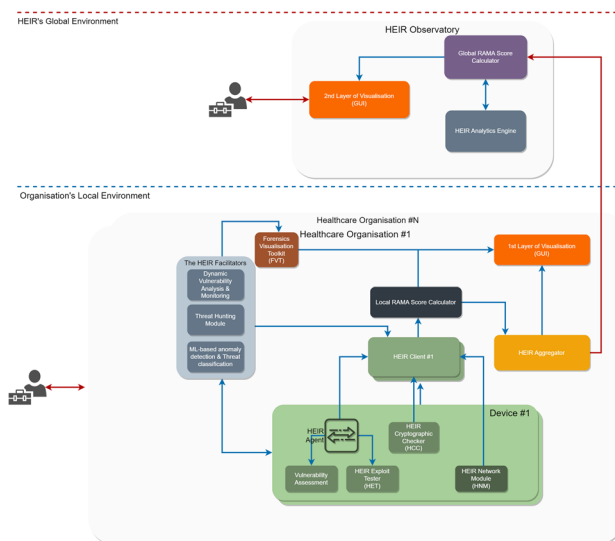 HEIR's Global Environment
HEIR Observatory
Global RAMA Score
Calculator
2nd Layer of Visualisation
(GUI)
HEIR Analytics Engine
Organisation's Local Environment
Healthcare Organisation #N
Healthcare Organisation #1
Forensics
Visualisation
Toolkit
(FVT)
1st Layer of Visualisation
(GUI)
The HEIR Facilitators
Dynamic
Vulnerability
Analysis &
Monitoring
Threat Hunting
Module
ML-based anomaly
detection & Threat
classification
Local RAMA Score Calculator
HEIR Client #1
HEIR Aggregator
Device #1
HEIR
Agent
HEIR
Cryptographic
Checker
(HCC)
Vulnerability
Assessment
HEIR Exploit
Tester
(HET)
HEIR Network
Module
(HNM)